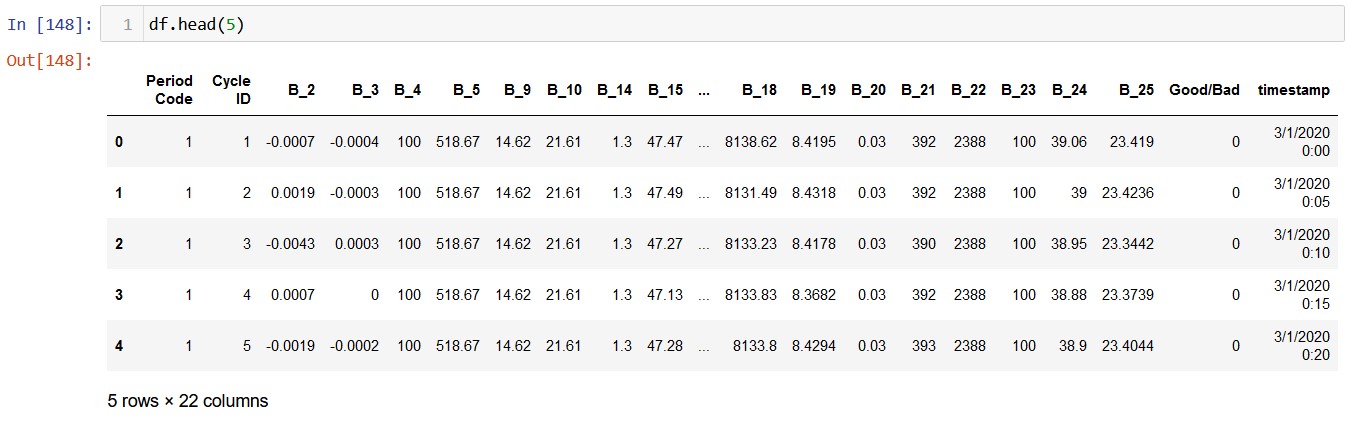 In [148]: 1 df.head(5)
Out[148]:
Period Code Cycle ID B_2 B_3 B_4 B_5 B_9 B_10 B_14 B_15 ... B_18 B_19 B_20 B_21 B_22 B_23 B_24 B_25 Good/Bad timestamp
0 1 1 -0.0007 -0.0004 100 518.67 14.62 21.61 1.3 47.47 ... 8138.62 8.4195 0.03 392 2388 100 39.06 23.419 0 3/1/2020 0:00
1 1 2 0.0019 -0.0003 100 518.67 14.62 21.61 1.3 47.49 ... 8131.49 8.4318 0.03 392 2388 100 39 23.4236 0 3/1/2020 0:05
2 1 3 -0.0043 0.0003 100 518.67 14.62 21.61 1.3 47.27 ... 8133.23 8.4178 0.03 390 2388 100 38.95 23.3442 0 3/1/2020 0:10
3 1 4 0.0007 0 100 518.67 14.62 21.61 1.3 47.13 ... 8133.83 8.3682 0.03 392 2388 100 38.88 23.3739 0 3/1/2020 0:15
4 1 5 -0.0019 -0.0002 100 518.67 14.62 21.61 1.3 47.28 ... 8133.8 8.4294 0.03 393 2388 100 38.9 23.4044 0 3/1/2020 0:20
5 rows × 22 columns